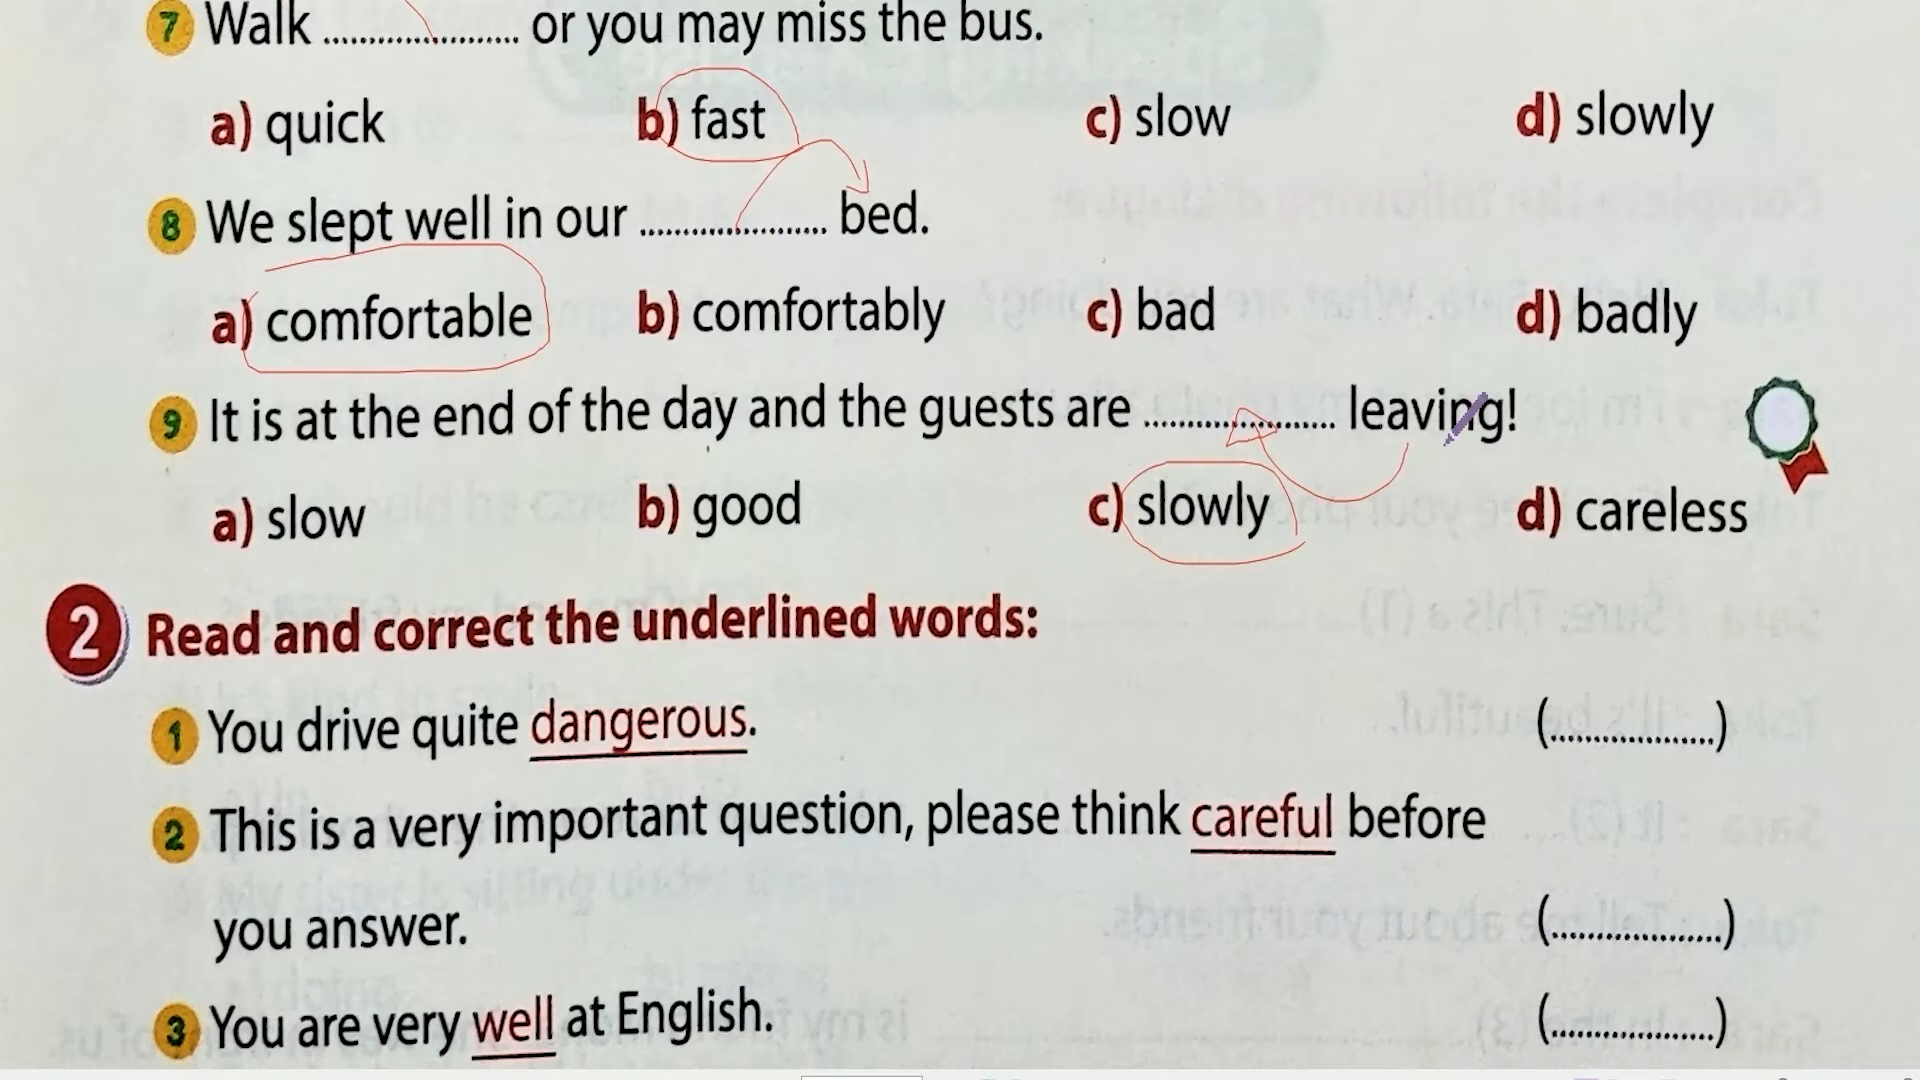 7 Walk ..................... or you may miss the bus.
a) quick b) fast c) slow d) slowly
8 We slept well in our ..................... bed.
a) comfortable b) comfortably c) bad d) badly
9 It is at the end of the day and the guests are ..................... leaving!
a) slow b) good c) slowly d) careless
2 Read and correct the underlined words:
1 You drive quite dangerous. (..................)
2 This is a very important question, please think careful before
you answer. (..................)
3 You are very well at English. (..................)